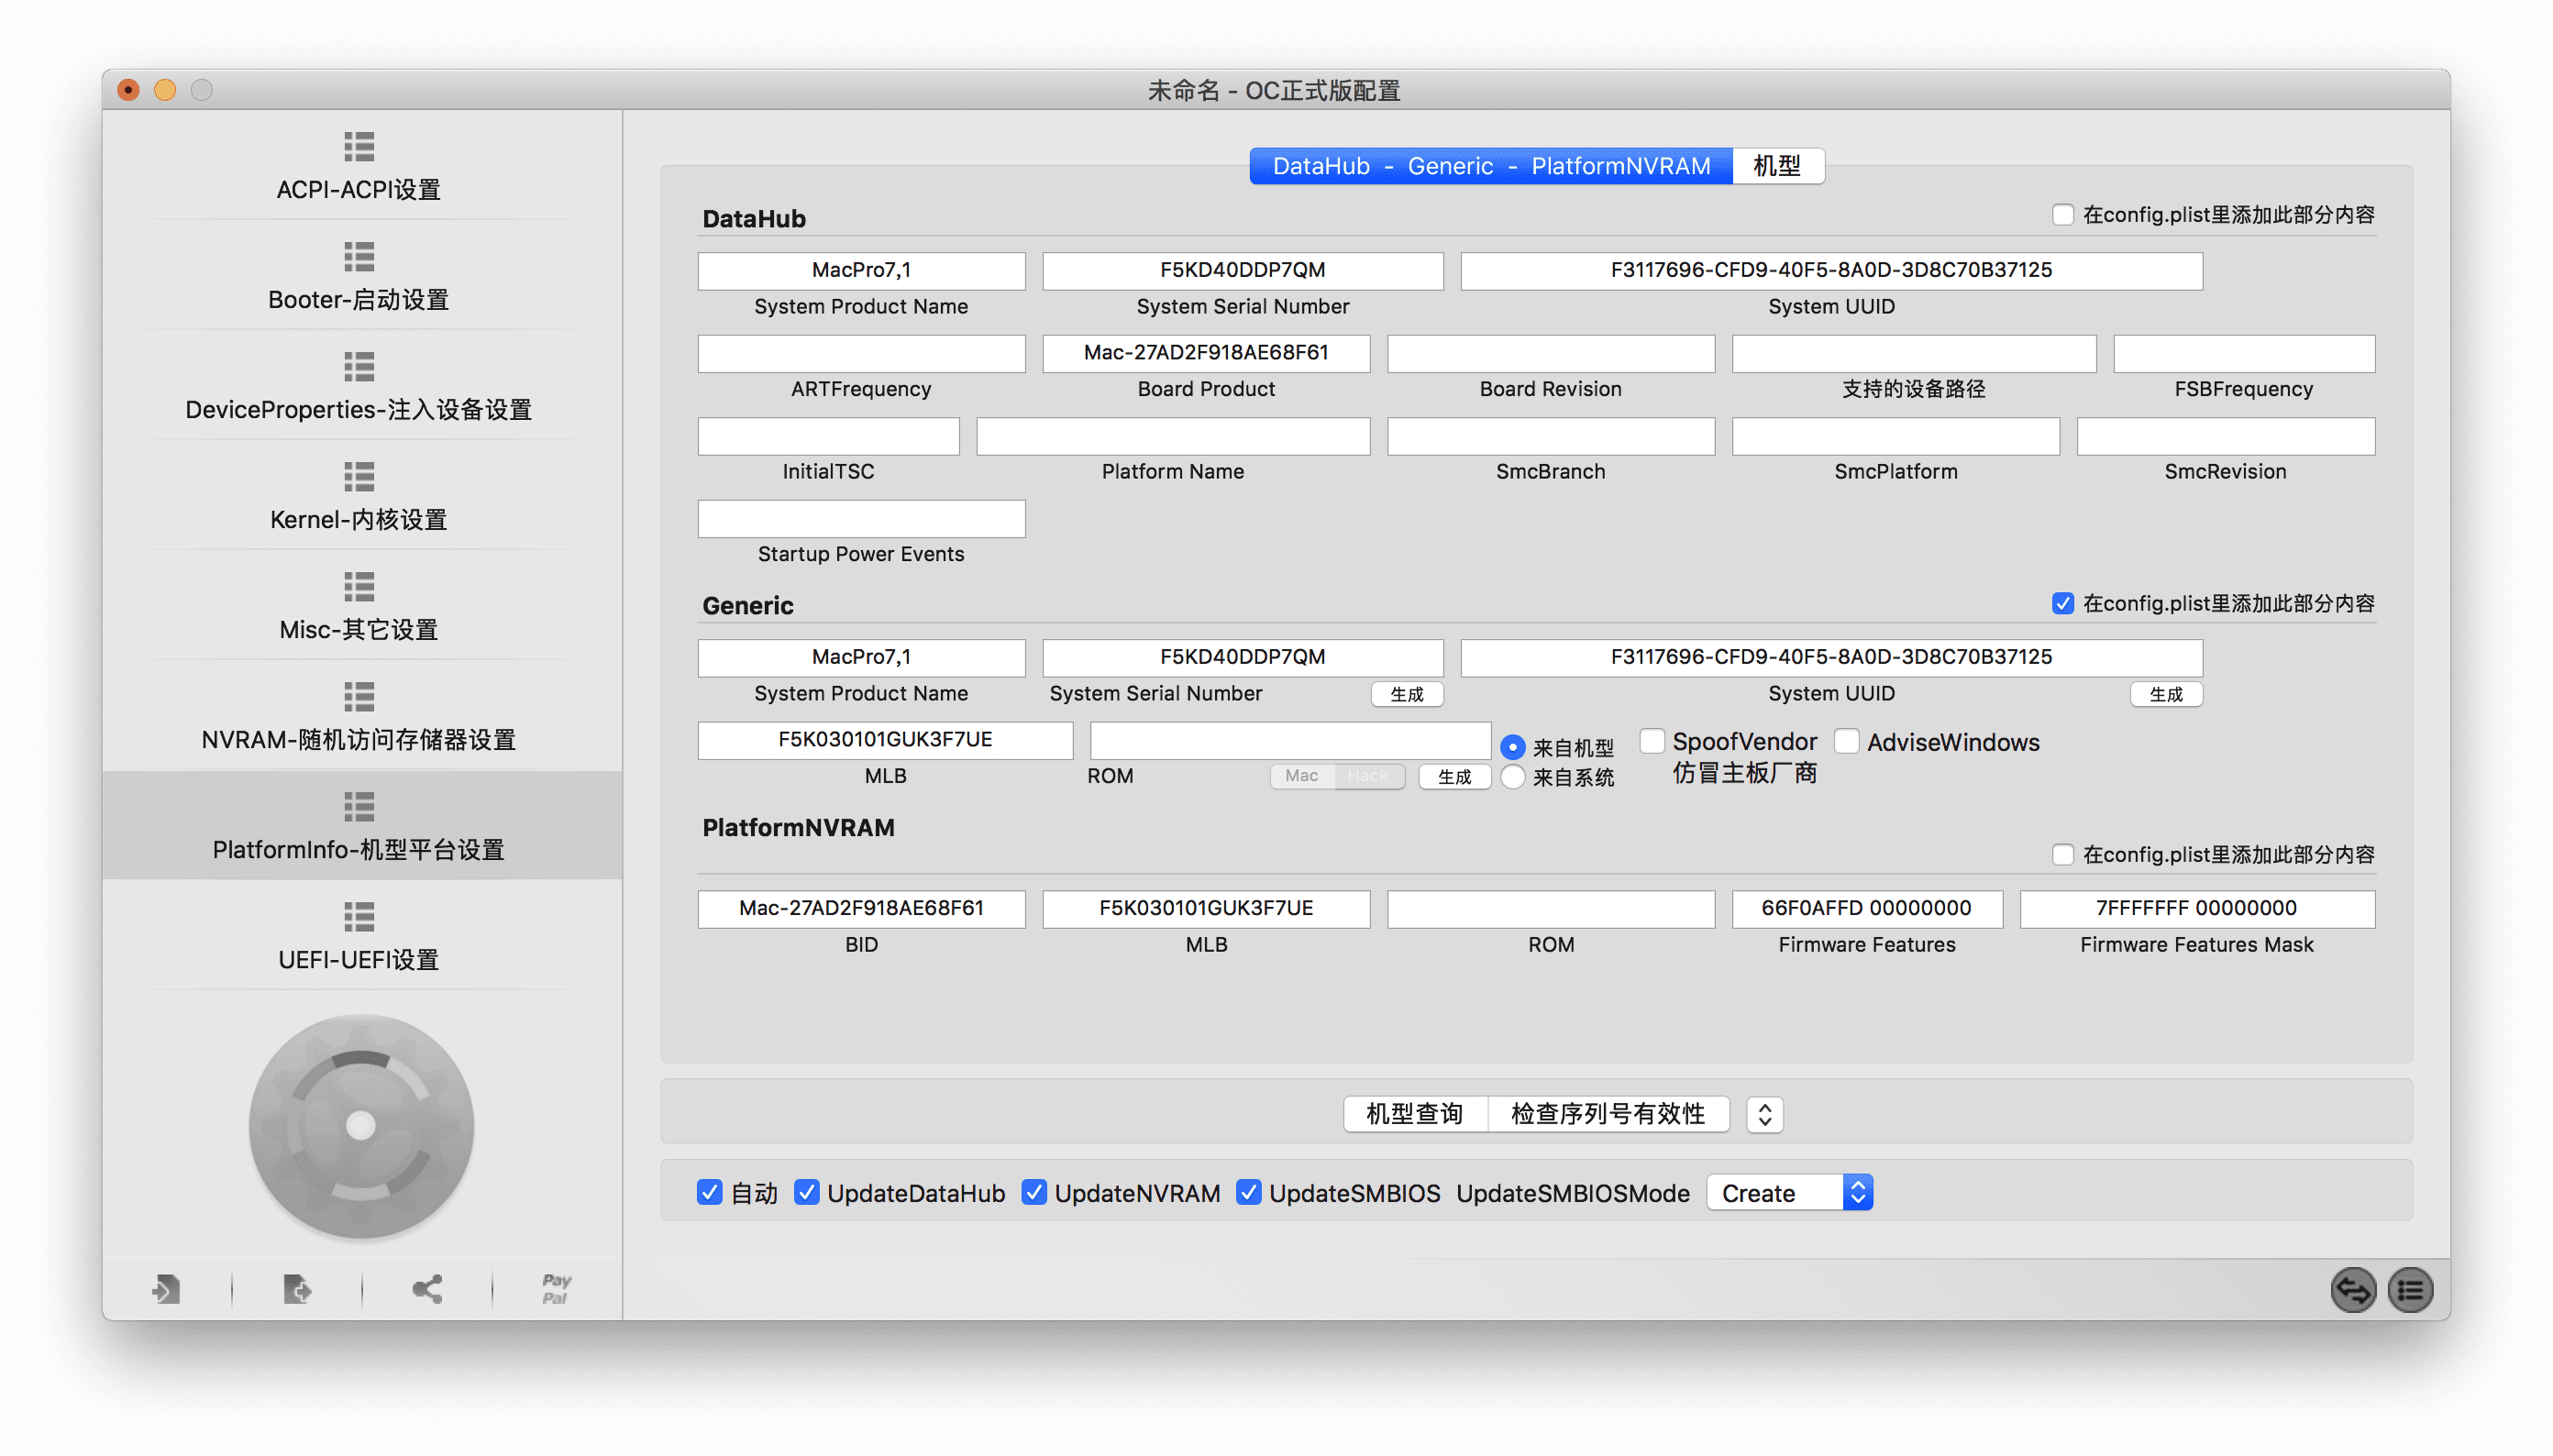 未命名 - OC正式版配置
ACPI-ACPI设置
Booter-启动设置
DeviceProperties-注入设备设置
Kernel-内核设置
Misc-其它设置
NVRAM-随机访问存储器设置
PlatformInfo-机型平台设置
UEFI-UEFI设置
Pay
Pal
DataHub - Generic - PlatformNVRAM 机型
DataHub 在config.plist里添加此部分内容
MacPro7,1 F5KD40DDP7QM F3117696-CFD9-40F5-8A0D-3D8C70B37125
System Product Name System Serial Number System UUID
Mac-27AD2F918AE68F61
ARTFrequency Board Product Board Revision 支持的设备路径 FSBFrequency
InitialTSC Platform Name SmcBranch SmcPlatform SmcRevision
Startup Power Events
Generic 在config.plist里添加此部分内容
MacPro7,1 F5KD40DDP7QM F3117696-CFD9-40F5-8A0D-3D8C70B37125
System Product Name System Serial Number 生成 System UUID 生成
F5K030101GUK3F7UE 来自机型 SpoofVendor AdviseWindows
MLB ROM Mac Hack 生成 来自系统 仿冒主板厂商
PlatformNVRAM
在config.plist里添加此部分内容
Mac-27AD2F918AE68F61 F5K030101GUK3F7UE 66F0AFFD 00000000 7FFFFFFF 00000000
BID MLB ROM Firmware Features Firmware Features Mask
机型查询 检查序列号有效性
自动 UpdateDataHub UpdateNVRAM UpdateSMBIOS UpdateSMBIOSMode Create